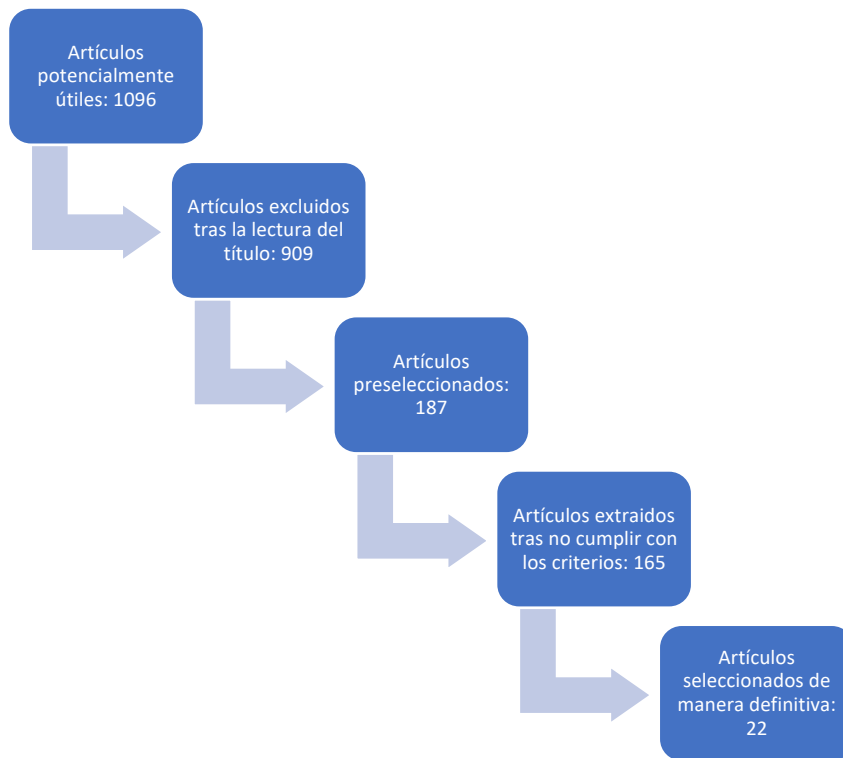 Artículos
potencialmente
útiles: 1096
Artículos excluidos
tras la lectura del
título: 909
Artículos
preseleccionados:
187
Artículos extraidos
tras no cumplir con
los criterios: 165
Artículos
seleccionados de
manera definitiva:
22